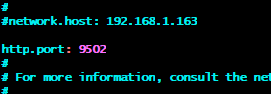 #
#network.host: 192.168.1.163
http.port: 9502
#
# For more information, consult the
#